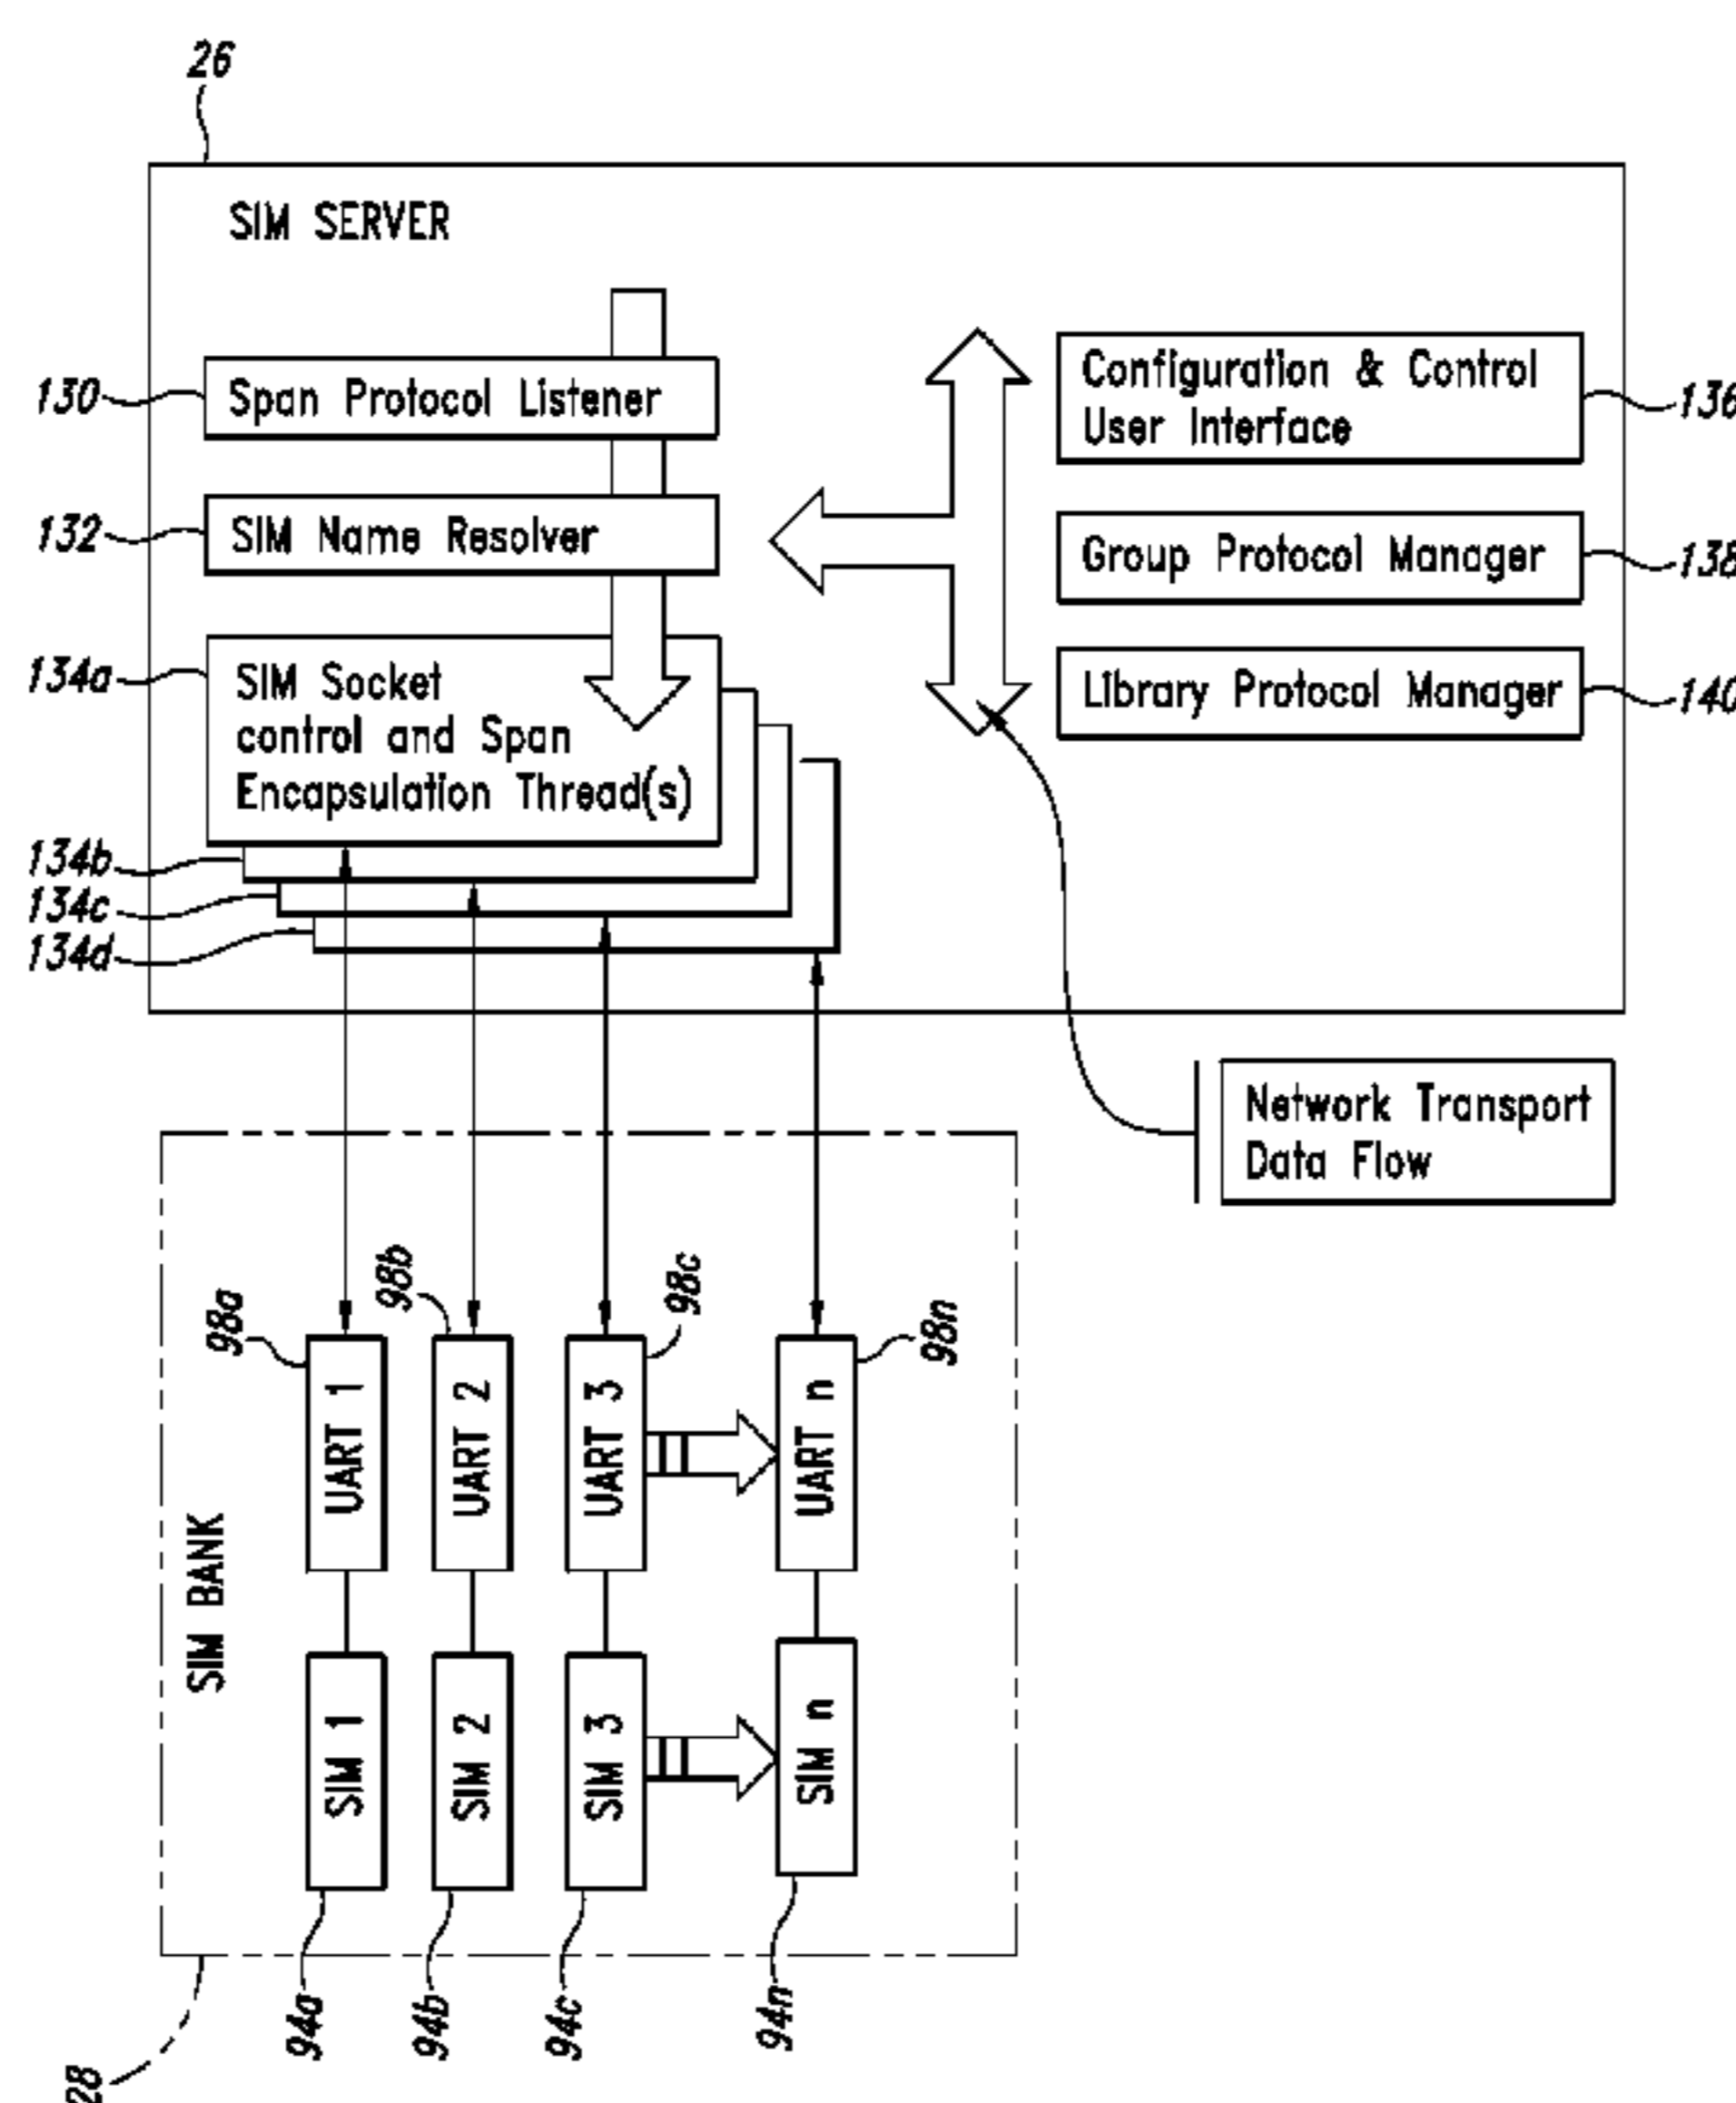 26
SIM SERVER
130
Span Protocol Listener
Configuration & Control
User Interface
136
132
SIM Name Resolver
Group Protocol Manager
138
134a
SIM Socket
control and Span
Encapsulation Thread(s)
Library Protocol Manager
140
134b
134c
134d
Network Transport
Data Flow
98a
98b
98c
98n
UART 1
UART 2
UART 3
UART n
SIM BANK
SIM 1
SIM 2
SIM 3
SIM n
94a
94b
94c
94n
28